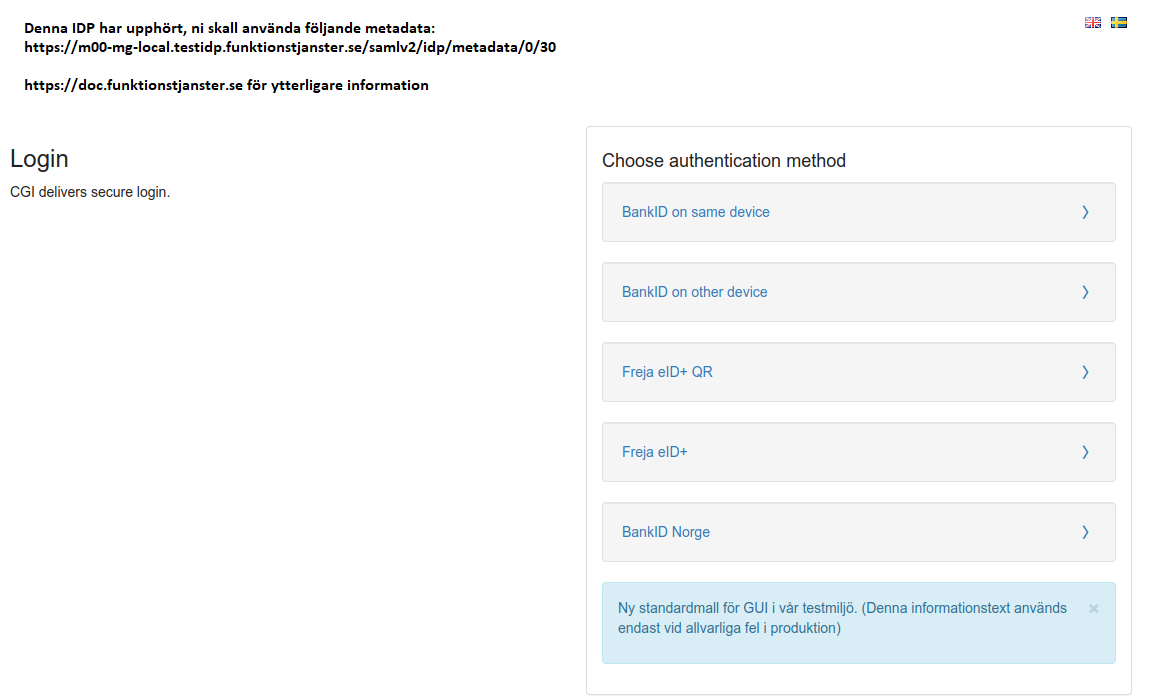 Denna IDP har upphört, ni skall använda följande metadata:
https://m00-mg-local.testidp.funktionstjanster.se/samlv2/idp/metadata/0/30
https://doc.funktionstjanster.se för ytterligare information
Login
CGI delivers secure login.
Choose authentication method
BankID on same device
BankID on other device
Freja eID+ QR
Freja eID+
BankID Norge
Ny standardmall för GUI i vår testmiljö. (Denna informationstext används
endast vid allvarliga fel i produktion)